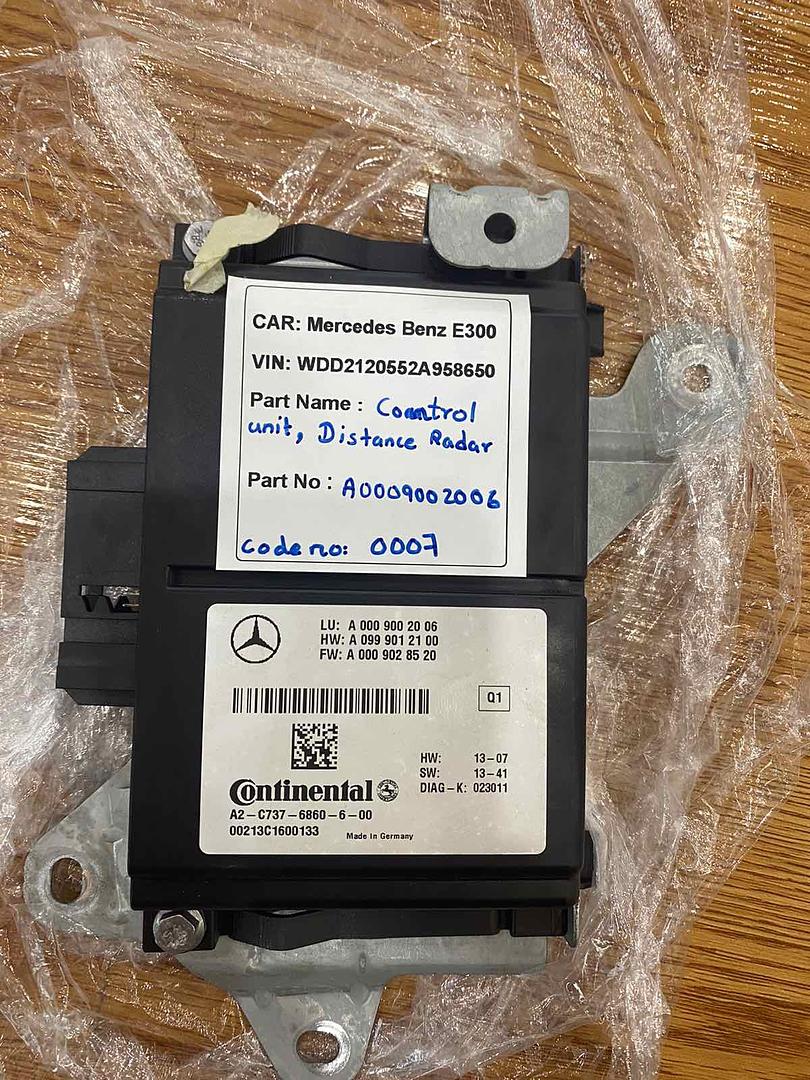 CAR: Mercedes Benz E300
VIN: WDD2120552A958650
Part Name : Coantrol
unit, Distance Radar
Part No : A0009002006
code no: 0007
LU: A 000 900 20 06
HW: A 099 901 21 00
FW: A 000 902 85 20
Q1
HW: 13-07
SW: 13-41
DIAG-K: 023011
Continental
A2-C737-6860-6-00
00213C1600133
Made in Germany